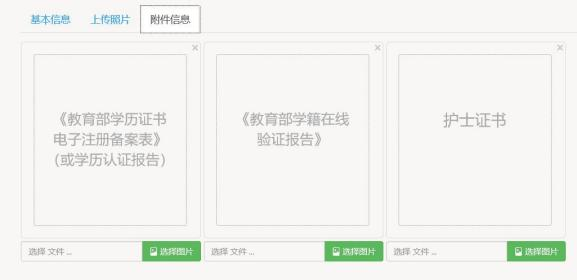 基本信息 上传照片 附件信息
× × ×
《教育部学历证书
电子注册备案表》
（或学历认证报告）
《教育部学籍在线
验证报告》
护士证书
选择 文件 ... 选择图片 选择 文件 ... 选择图片 选择 文件 ... 选择图片